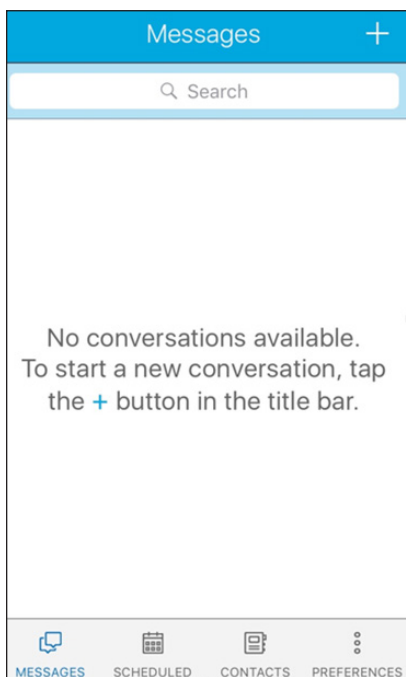 Messages +
Search
No conversations available.
To start a new conversation, tap
the + button in the title bar.
MESSAGES SCHEDULED CONTACTS PREFERENCES